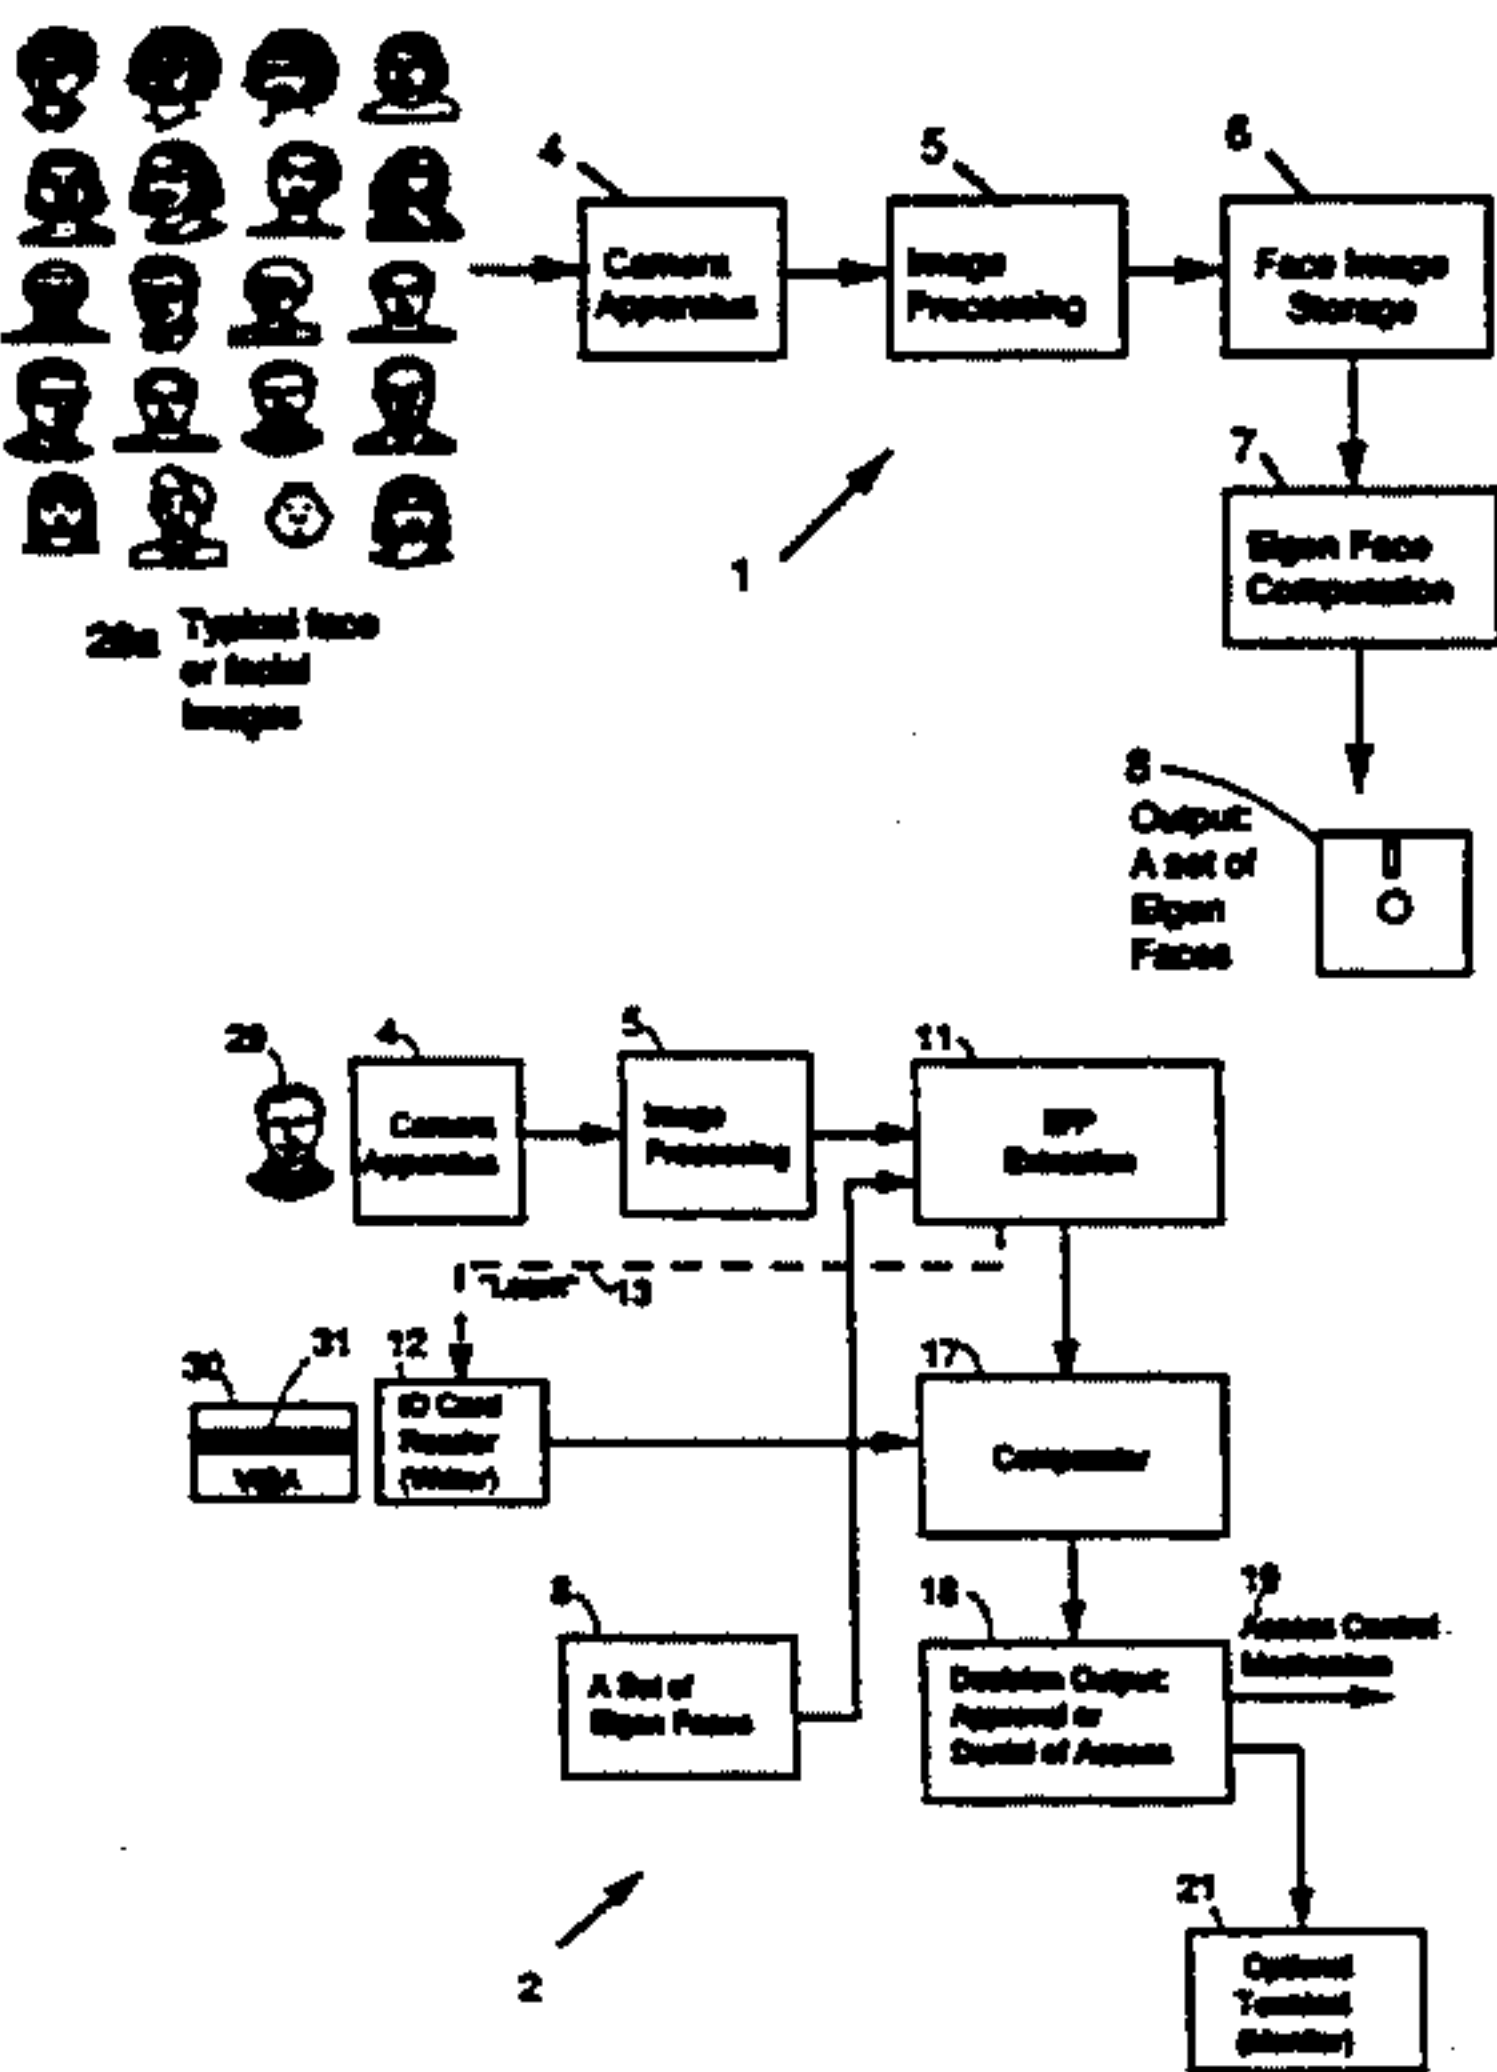 4
5
6
Camera
Apparatus
Image
Processing
Face Image
Storage
1
7
Eigen Face
Computation
Typical face
or facial
Images
8
Output:
A set of
Eigen
Faces
29
4
5
11
Camera
Apparatus
Image
Processing
13
31
30
12
17
ID Card
Reader
(Writer)
VISA
Comparator
8
18
19
A Set of
Eigen Faces
Access Control
Mechanism
Decision Output:
Approval or
Denial of Access
2
21
Optional
Terminal